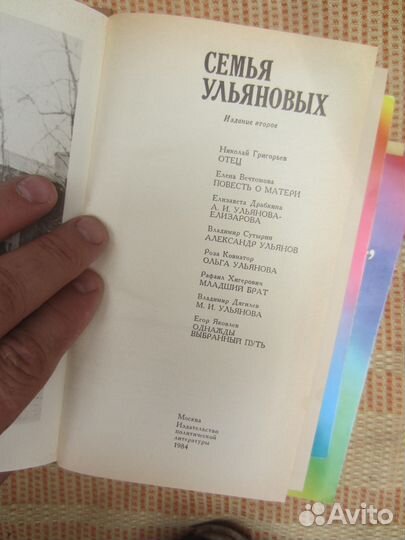 СЕМЬЯ
УЛЬЯНОВЫХ
Издание второе
Николай Григорьев
ОТЕЦ
Елена Вечтомова
ПОВЕСТЬ О МАТЕРИ
Елизавета Драбкина
А. И. УЛЬЯНОВА-
ЕЛИЗАРОВА
Владимир Сутырин
АЛЕКСАНДР УЛЬЯНОВ
Роза Ковнатор
ОЛЬГА УЛЬЯНОВА
Рафаил Хигерович
МЛАДШИЙ БРАТ
Владимир Дягилев
М. И. УЛЬЯНОВА
Егор Яковлев
ОДНАЖДЫ
ВЫБРАННЫЙ ПУТЬ
Москва
Издательство
политической
литературы
1984
Avito